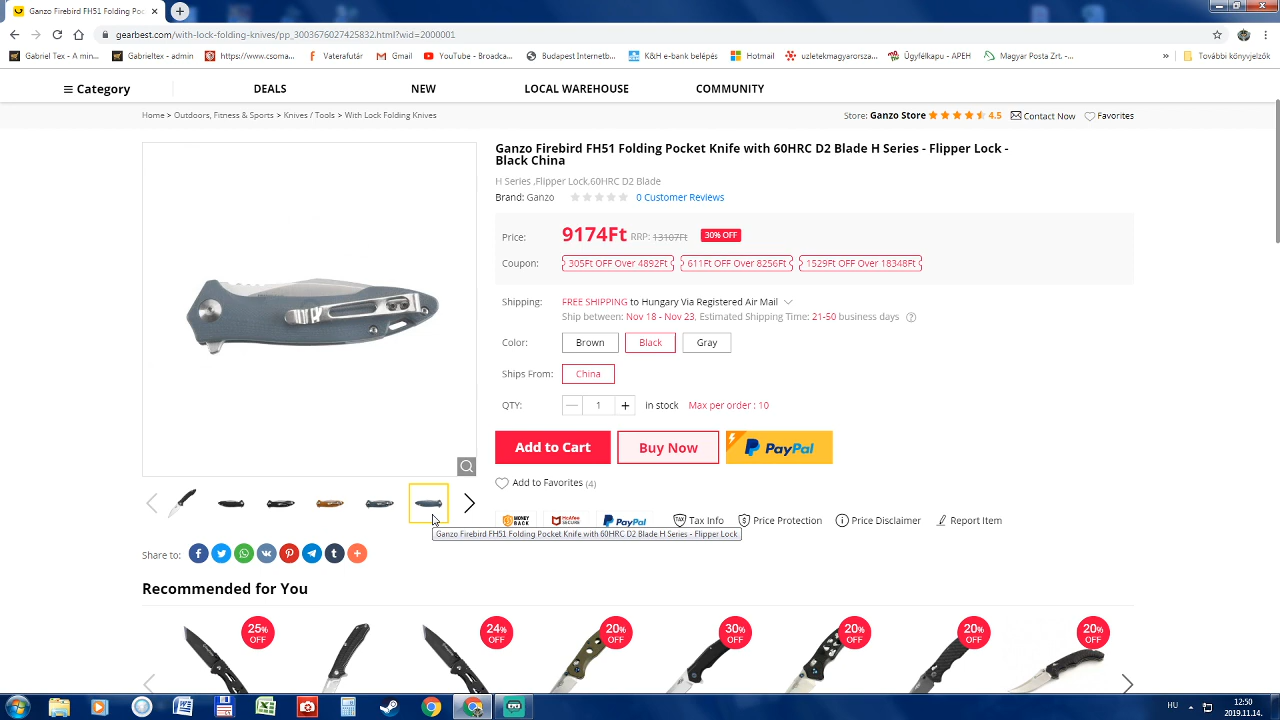 Ganzo Firebird FH51 Folding Poc
gearbest.com/with-lock-folding-knives/pp_3003676027425832.html?wid=2000001
Gabriel Tex - A min... Gabrieltex - admin https://www.csoma... Vaterafutár Gmail YouTube - Broadca... Budapest Internetb... K&H e-bank belépés Hotmail uzletekmagyarorsza... Ügyfélkapu - APEH Magyar Posta Zrt. -... » További könyvjelzők
Category DEALS NEW LOCAL WAREHOUSE COMMUNITY
Home > Outdoors, Fitness & Sports > Knives / Tools > With Lock Folding Knives
Store: Ganzo Store 4.5 Contact Now Favorites
Ganzo Firebird FH51 Folding Pocket Knife with 60HRC D2 Blade H Series - Flipper Lock -
Black China
H Series ,Flipper Lock,60HRC D2 Blade
Brand: Ganzo 0 Customer Reviews
Price: 9174Ft RRP: 13107Ft 30% OFF
Coupon: 305Ft OFF Over 4892Ft 611Ft OFF Over 8256Ft 1529Ft OFF Over 18348Ft
Shipping: FREE SHIPPING to Hungary Via Registered Air Mail
Ship between: Nov 18 - Nov 23, Estimated Shipping Time: 21-50 business days ?
Color: Brown Black Gray
Ships From: China
QTY: 1 + in stock Max per order : 10
Add to Cart Buy Now PayPal
Add to Favorites (4)
MONEY BACK McAfee SECURE PayPal Tax Info Price Protection Price Disclaimer Report Item
Ganzo Firebird FH51 Folding Pocket Knife with 60HRC D2 Blade H Series - Flipper Lock
Share to:
Recommended for You
25% OFF 24% OFF 20% OFF 30% OFF 20% OFF 20% OFF 20% OFF
HU 12:50
2019.11.14.